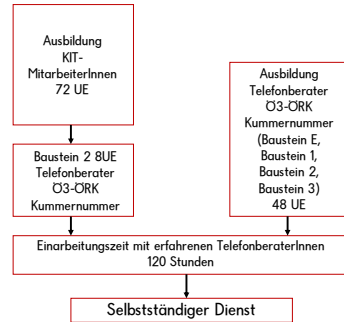 Ausbildung
KIT-
MitarbeiterInnen
72 UE
Baustein 2 8UE
Telefonberater
Ö3-ÖRK
Kummernummer
Ausbildung
Telefonberater
Ö3-ÖRK
Kummernummer
(Baustein E,
Baustein 1,
Baustein 2,
Baustein 3)
48 UE
Einarbeitungszeit mit erfahrenen TelefonberaterInnen
120 Stunden
Selbstständiger Dienst